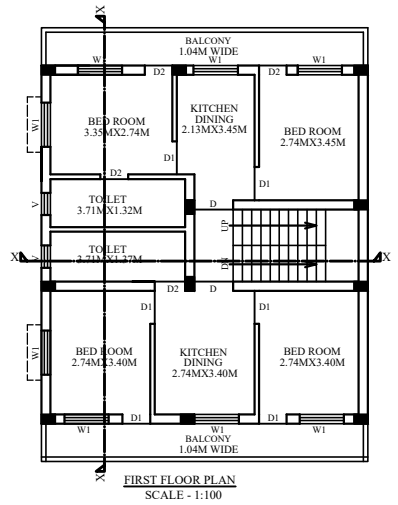 X
BALCONY
1.04M WIDE
W1 D2 W1 W1
W1
BED ROOM
3.35MX2.74M
KITCHEN
DINING
2.13MX3.45M
BED ROOM
2.74MX3.45M
D1
D2
D1
V
TOILET
3.71MX1.32M
D
UP
TOILET
3.71MX1.37M
V
X
X
DN
D2
D
D1
D1
W1
BED ROOM
2.74MX3.40M
KITCHEN
DINING
2.74MX3.40M
BED ROOM
2.74MX3.40M
W1 D1 W1 D1 W1
BALCONY
1.04M WIDE
X
FIRST FLOOR PLAN
SCALE - 1:100